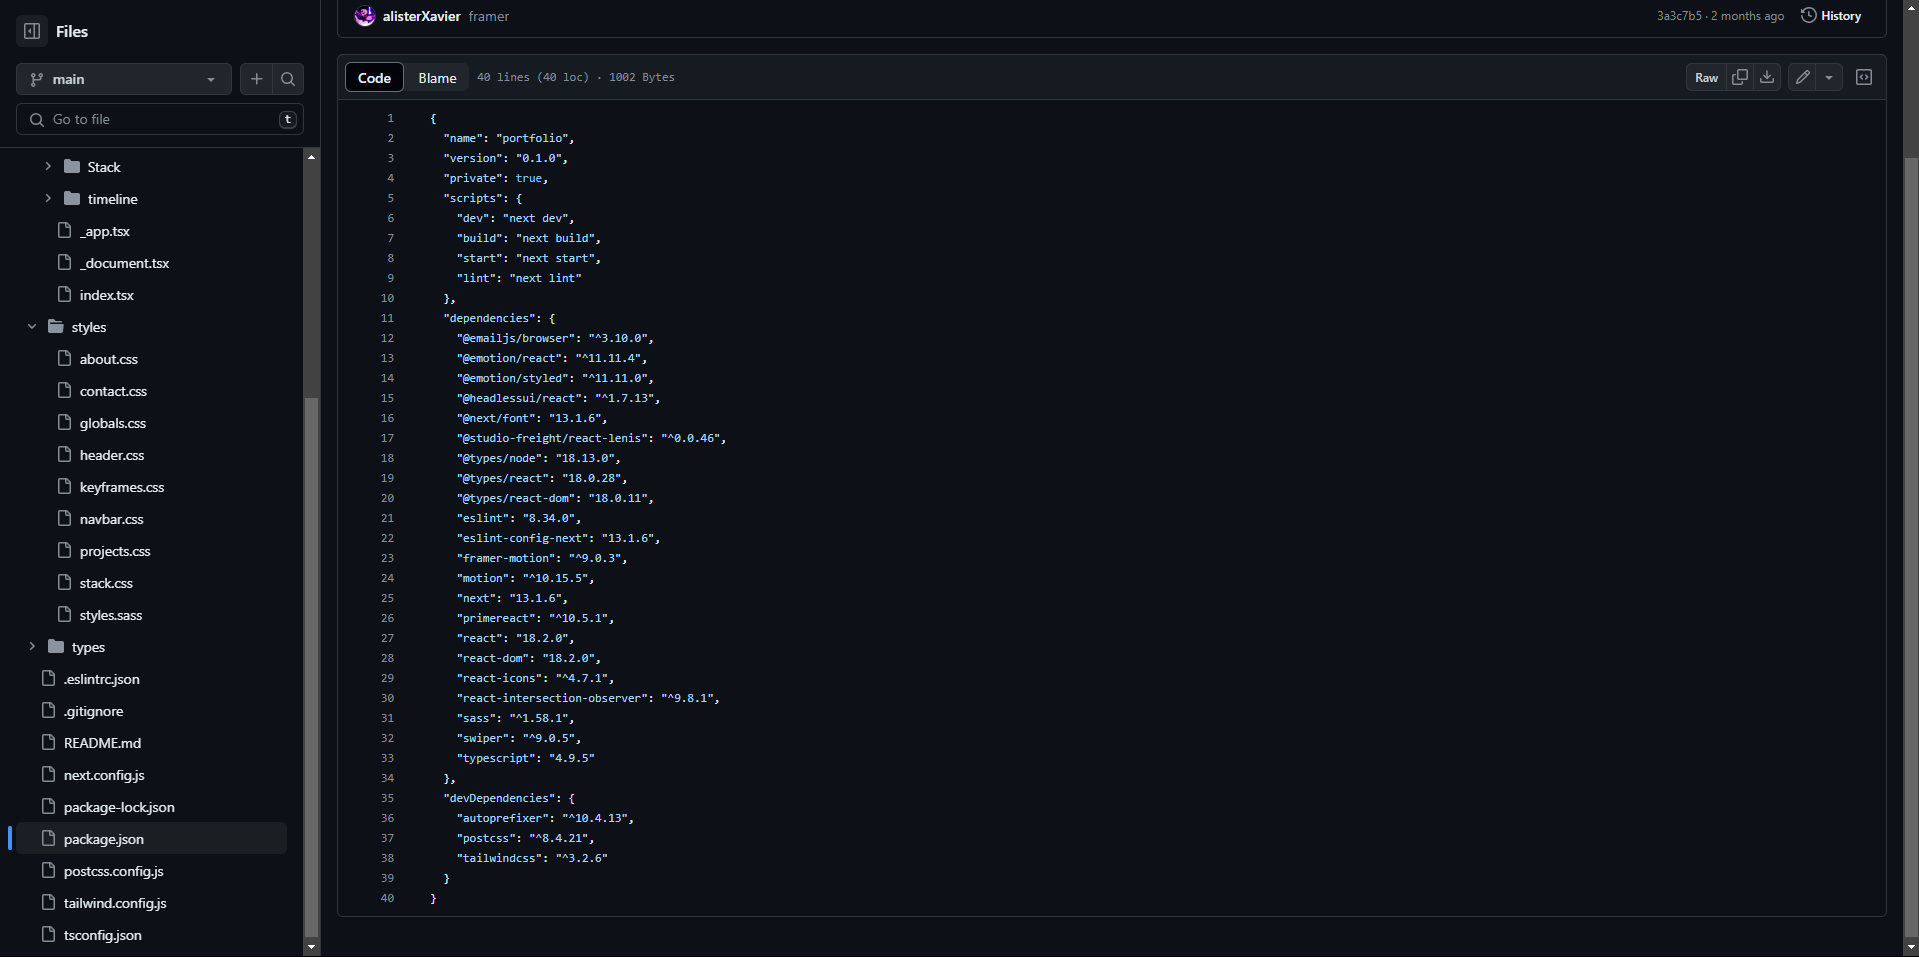 Files
main
Go to file
t
Stack
timeline
_app.tsx
_document.tsx
index.tsx
styles
about.css
contact.css
globals.css
header.css
keyframes.css
navbar.css
projects.css
stack.css
styles.sass
types
.eslintrc.json
.gitignore
README.md
next.config.js
package-lock.json
package.json
postcss.config.js
tailwind.config.js
tsconfig.json
alisterXavier framer 3a3c7b5 · 2 months ago History
Code Blame 40 lines (40 loc) · 1002 Bytes Raw
1 {
2 "name": "portfolio",
3 "version": "0.1.0",
4 "private": true,
5 "scripts": {
6 "dev": "next dev",
7 "build": "next build",
8 "start": "next start",
9 "lint": "next lint"
10 },
11 "dependencies": {
12 "@emailjs/browser": "^3.10.0",
13 "@emotion/react": "^11.11.4",
14 "@emotion/styled": "^11.11.0",
15 "@headlessui/react": "^1.7.13",
16 "@next/font": "13.1.6",
17 "@studio-freight/react-lenis": "^0.0.46",
18 "@types/node": "18.13.0",
19 "@types/react": "18.0.28",
20 "@types/react-dom": "18.0.11",
21 "eslint": "8.34.0",
22 "eslint-config-next": "13.1.6",
23 "framer-motion": "^9.0.3",
24 "motion": "^10.15.5",
25 "next": "13.1.6",
26 "primereact": "^10.5.1",
27 "react": "18.2.0",
28 "react-dom": "18.2.0",
29 "react-icons": "^4.7.1",
30 "react-intersection-observer": "^9.8.1",
31 "sass": "^1.58.1",
32 "swiper": "^9.0.5",
33 "typescript": "4.9.5"
34 },
35 "devDependencies": {
36 "autoprefixer": "^10.4.13",
37 "postcss": "^8.4.21",
38 "tailwindcss": "^3.2.6"
39 }
40 }